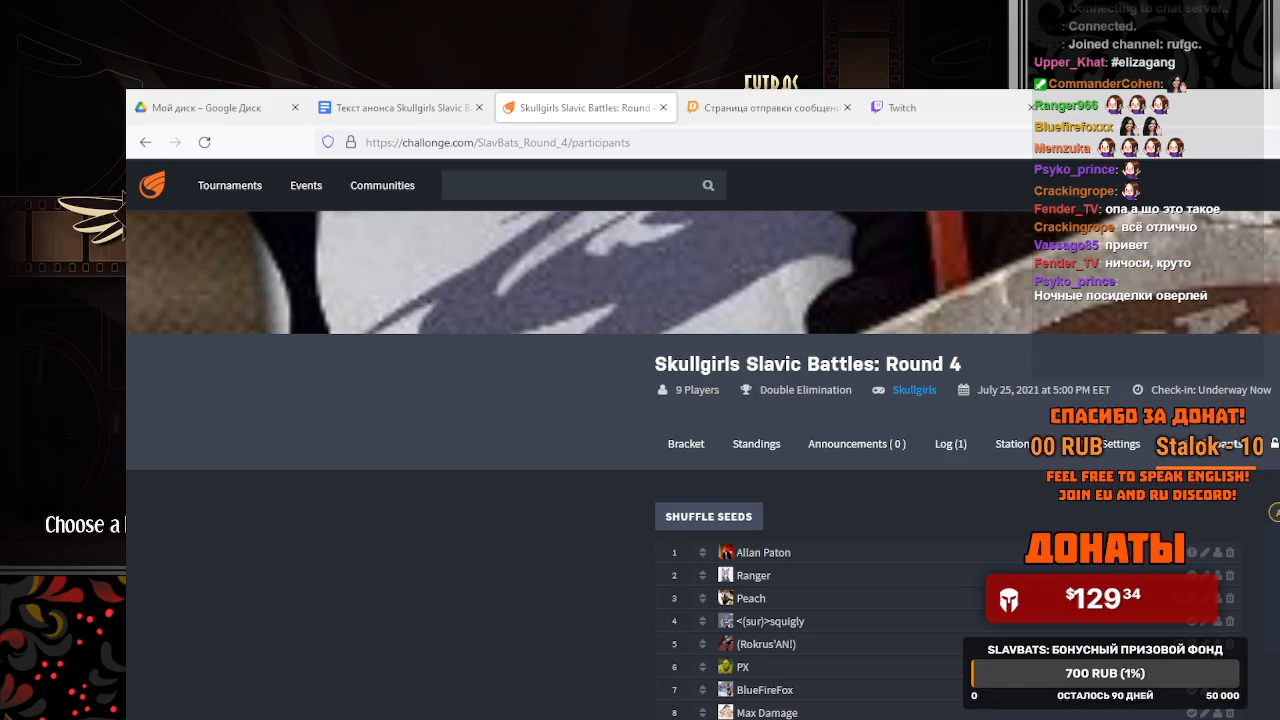 Connecting to chat server..
Connected.
Joined channel: rufgc.
Upper_Khat: #elizagang
CommanderCohen:
Ranger966
Bluefirefoxxx
Memzuka
Psyko_prince:
Crackingrope:
Fender_TV: опа а шо это такое
Crackingrope: всё отлично
Vassago85 привет
Fender_TV: ничоси, круто
Psyko_prince
Ночные посиделки оверлей
Мой диск – Google Диск
Текст анонса Skullgirls Slavic B
Skullgirls Slavic Battles: Round 4
Страница отправки сообщен
Twitch
https://challonge.com/SlavBats_Round_4/participants
Tournaments
Events
Communities
Skullgirls Slavic Battles: Round 4
9 Players
Double Elimination
Skullgirls
July 25, 2021 at 5:00 PM EET
Check-in: Underway Now
Bracket
Standings
Announcements ( 0 )
Log (1)
Station
Settings
СПАСИБО ЗА ДОНАТ!
00 RUB
Stalok - 10
FEEL FREE TO SPEAK ENGLISH!
JOIN EU AND RU DISCORD!
Choose a
SHUFFLE SEEDS
1 Allan Paton
2 Ranger
3 Peach
4 <(sur)>squigly
5 (Rokrus'AN!)
6 PX
7 BlueFireFox
8 Max Damage
ДОНАТЫ
$129 34
SLAVBATS: БОНУСНЫЙ ПРИЗОВОЙ ФОНД
700 RUB (1%)
0 ОСТАЛОСЬ 90 ДНЕЙ 50 000